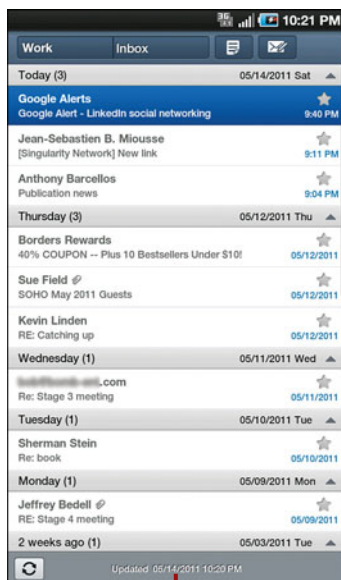 3G 10:21 PM
Work Inbox
Today (3) 05/14/2011 Sat
Google Alerts
Google Alert - LinkedIn social networking 9:40 PM
Jean-Sebastien B. Miousse
[Singularity Network] New link 9:11 PM
Anthony Barcellos
Publication news 9:04 PM
Thursday (3) 05/12/2011 Thu
Borders Rewards
40% COUPON -- Plus 10 Bestsellers Under $10! 05/12/2011
Sue Field
SOHO May 2011 Guests 05/12/2011
Kevin Linden
RE: Catching up 05/12/2011
Wednesday (1) 05/11/2011 Wed
.com
Re: Stage 3 meeting 05/11/2011
Tuesday (1) 05/10/2011 Tue
Sherman Stein
Re: book 05/10/2011
Monday (1) 05/09/2011 Mon
Jeffrey Bedell
RE: Stage 4 meeting 05/09/2011
2 weeks ago (1) 05/03/2011 Tue
Updated 05/14/2011 10:20 PM